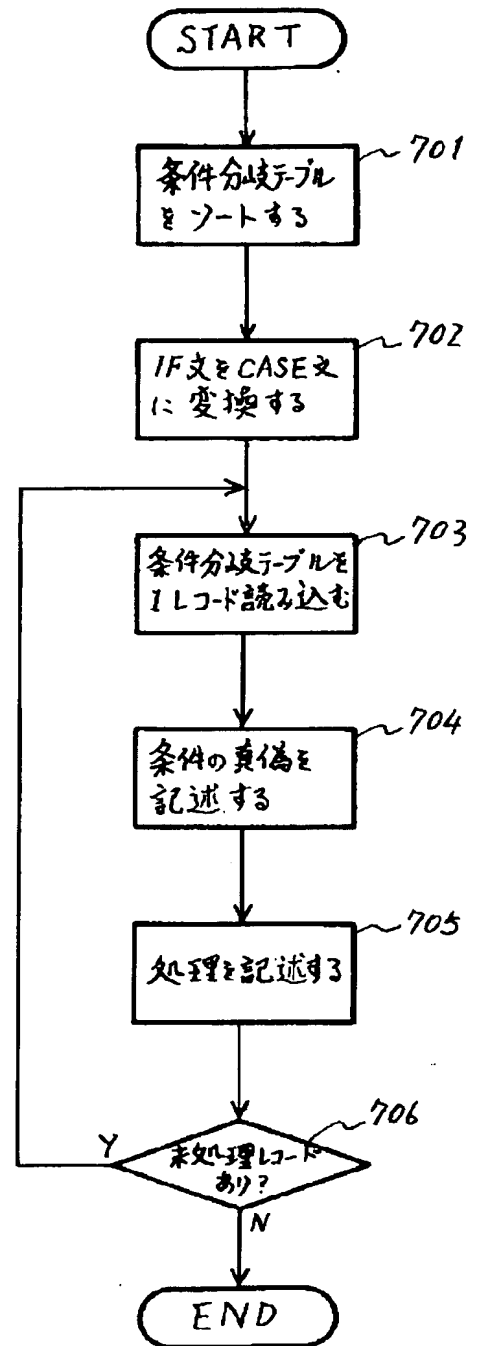 START
701
条件分岐テーブル
をソートする
702
IF文をCASE文
に変換する
703
条件分岐テーブルを
1レコード読み込む
704
条件の真偽を
記述する
705
処理を記述する
706
未処理レコード
あり?
Y
N
END